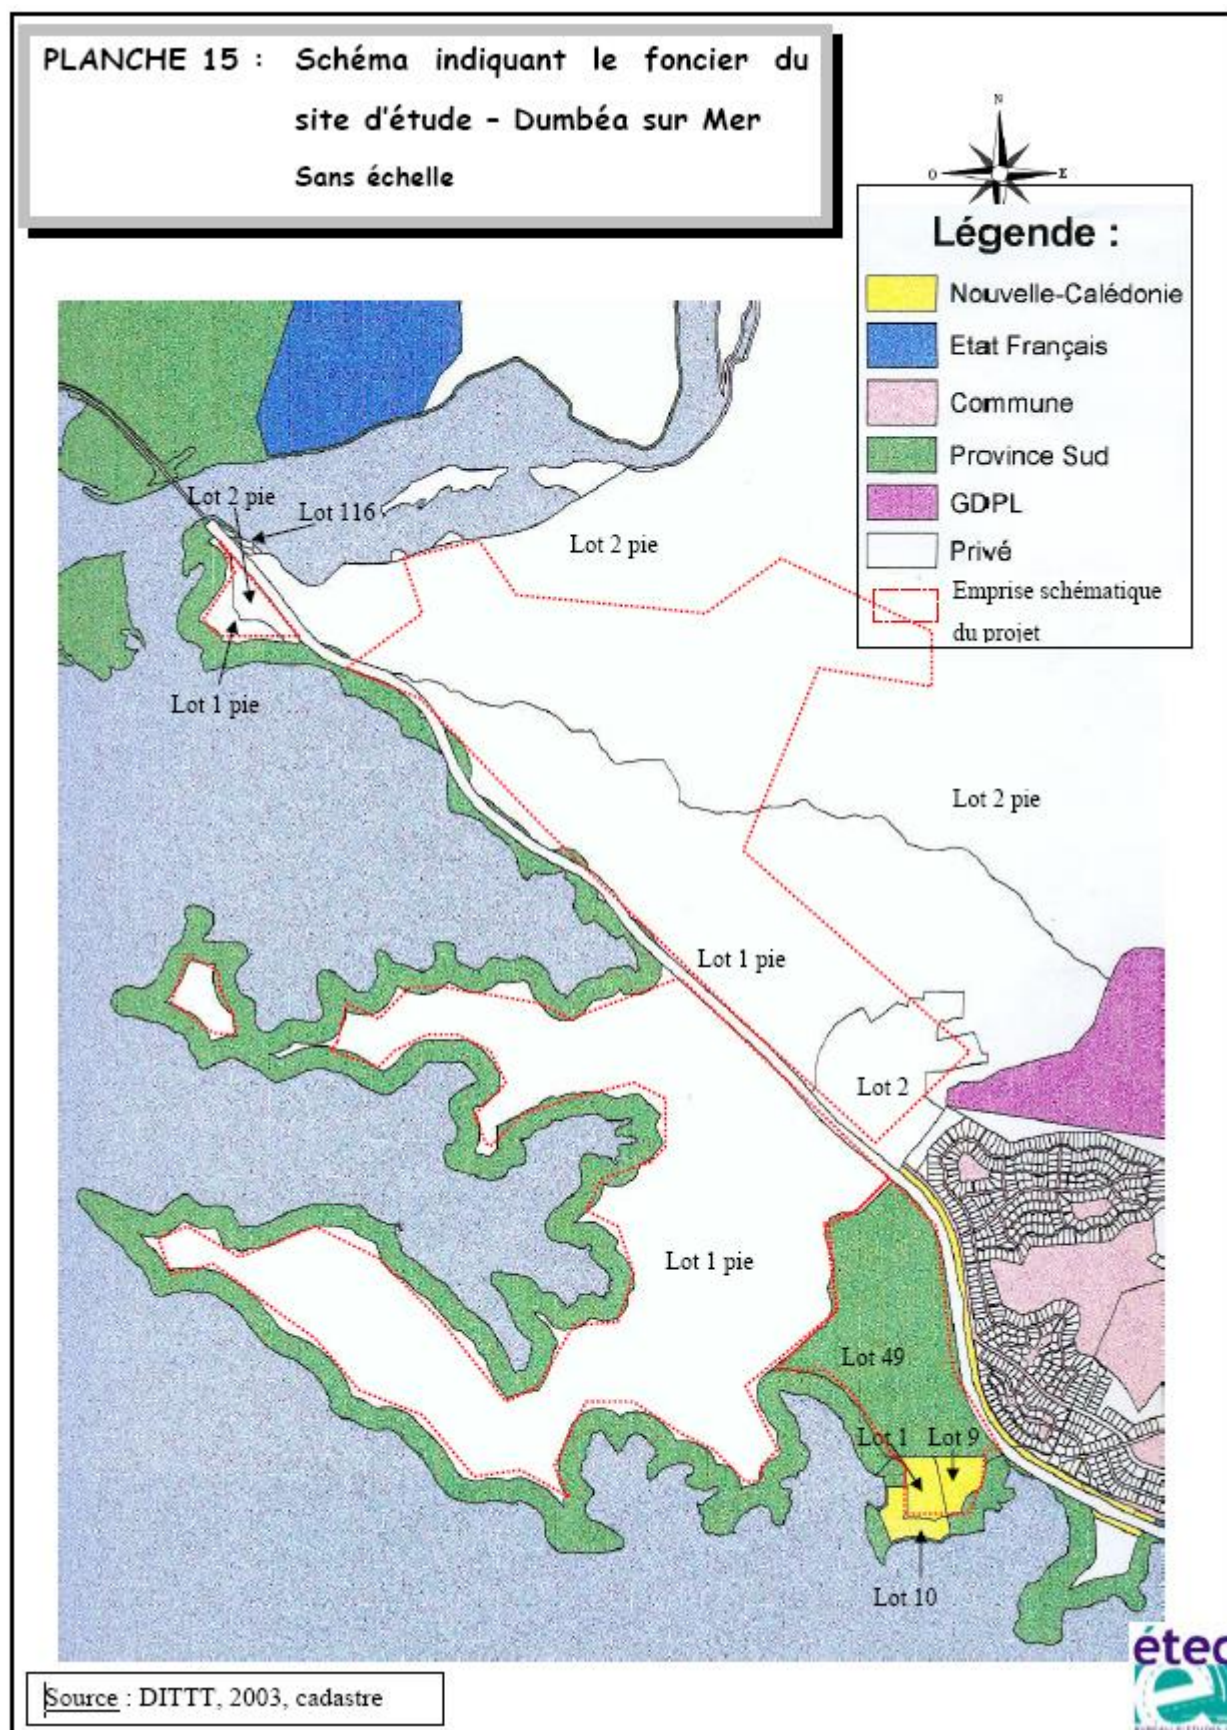 PLANCHE 15 : Schéma indiquant le foncier du
site d'étude – Dumbéa sur Mer
Sans échelle
N
O
E
Légende :
Nouvelle-Calédonie
Etat Français
Commune
Province Sud
GDPL
Privé
Emprise schématique
du projet
Lot 2 pie
Lot 116
Lot 2 pie
Lot 1 pie
Lot 2 pie
Lot 1 pie
Lot 2
Lot 1 pie
Lot 49
Lot 1
Lot 9
Lot 10
Source : DITTT, 2003, cadastre
étec